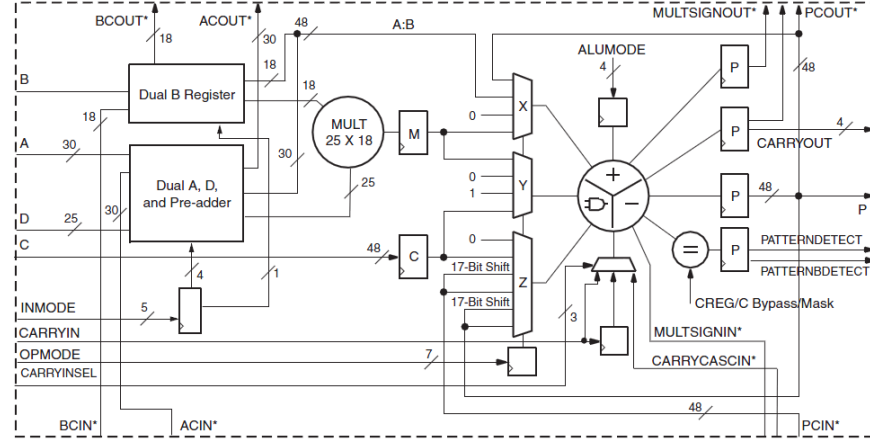 BCOUT* ACOUT* MULTSIGNOUT* PCOUT*
18 30 48 A:B
ALUMODE
4
48
18
B
Dual B Register
18
18
X
0
P
P
4
CARRYOUT
MULT
25 X 18
M
A
30
Dual A, D,
and Pre-adder
30
25
0
1
Y
+
−
P
48
P
D
25
30
C
48
C
0
17-Bit Shift
17-Bit Shift
Z
=
P
PATTERNDETECT
PATTERNBDETECT
4
1
INMODE
5
3
CREG/C Bypass/Mask
CARRYIN
MULTSIGNIN*
OPMODE
7
CARRYCASCIN*
CARRYINSEL
48
BCIN* ACIN* PCIN*